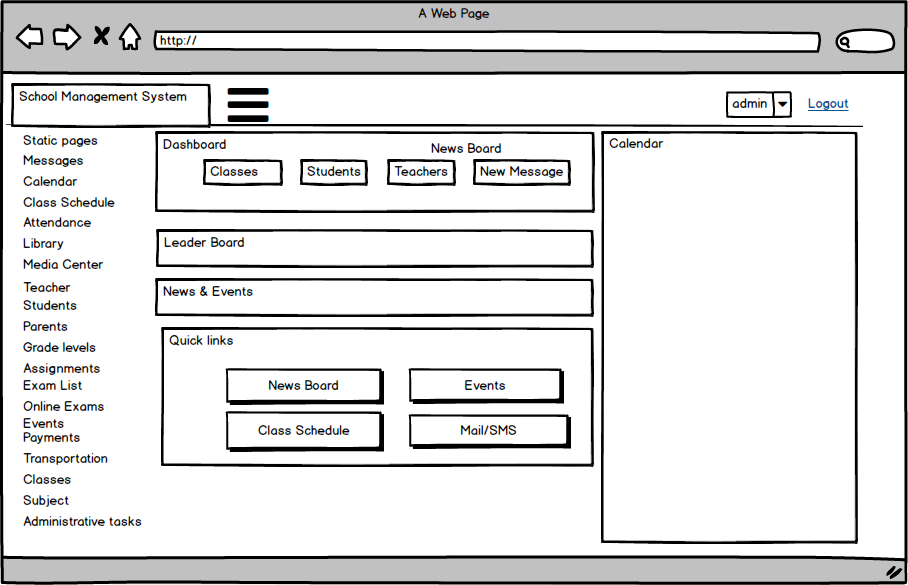 A Web Page
http://
School Management System
admin
Logout
Static pages
Messages
Calendar
Class Schedule
Attendance
Library
Media Center
Teacher
Students
Parents
Grade levels
Assignments
Exam List
Online Exams
Events
Payments
Transportation
Classes
Subject
Administrative tasks
Dashboard
News Board
Classes
Students
Teachers
New Message
Leader Board
News & Events
Quick links
News Board
Events
Class Schedule
Mail/SMS
Calendar